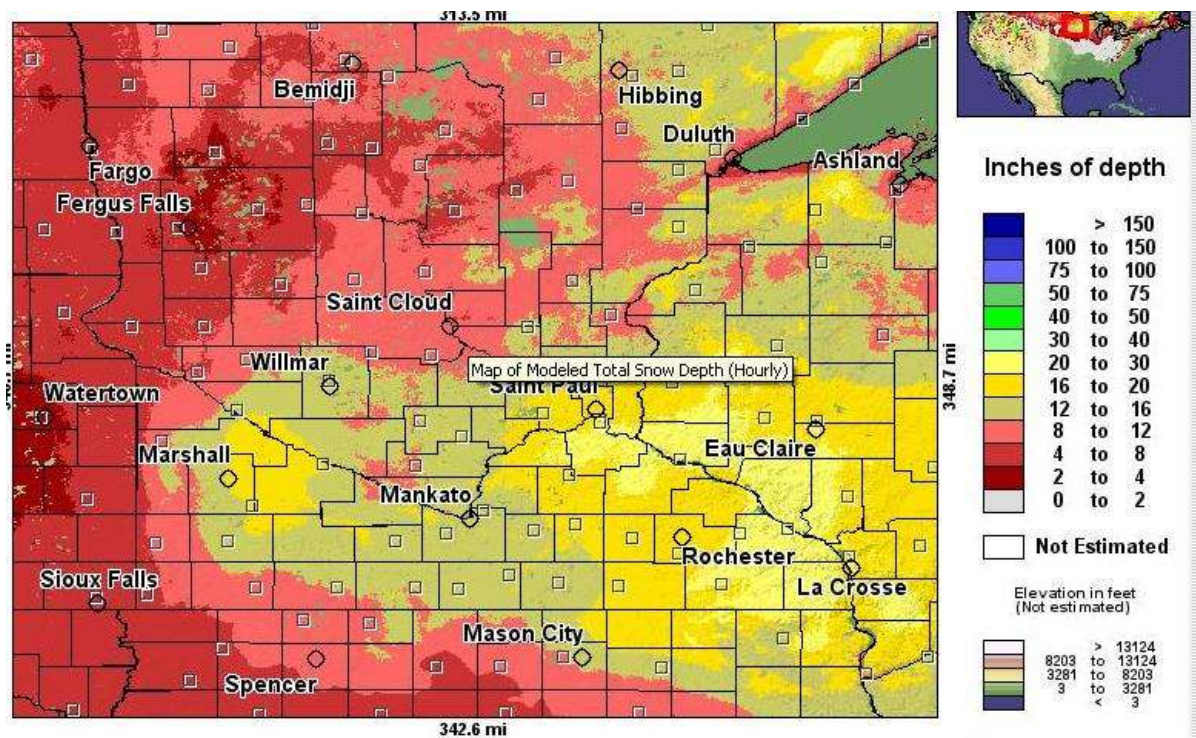 313.5 mi
Bemidji
Hibbing
Duluth
Ashland
Fargo
Fergus Falls
Saint Cloud
Willmar
Map of Modeled Total Snow Depth (Hourly)
Saint Paul
Watertown
Marshall
Eau Claire
Mankato
Rochester
Sioux Falls
La Crosse
Mason City
Spencer
342.6 mi
348.7 mi
Inches of depth
> 150
100 to 150
75 to 100
50 to 75
40 to 50
30 to 40
20 to 30
16 to 20
12 to 16
8 to 12
4 to 8
2 to 4
0 to 2
Not Estimated
Elevation in feet
(Not estimated)
> 13124
8203 to 13124
3281 to 8203
3 to 3281
< 3